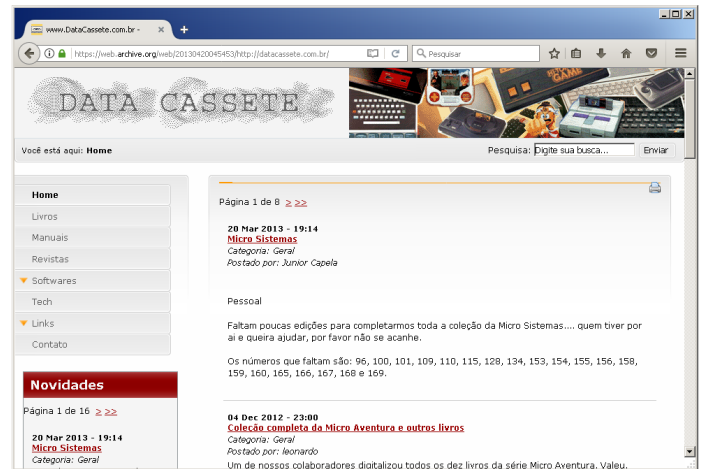 www.DataCassete.com.br -
https://web.archive.org/web/20130420045453/http://datacassete.com.br/
Pesquisar
DATA CASSETE
GAME
Você está aqui: Home
Pesquisa: Digite sua busca... Enviar
Home
Livros
Manuais
Revistas
Softwares
Tech
Links
Contato
Novidades
Página 1 de 16 > >>
20 Mar 2013 - 19:14
Micro Sistemas
Categoria: Geral
Página 1 de 8 > >>
20 Mar 2013 - 19:14
Micro Sistemas
Categoria: Geral
Postado por: Junior Capela
Pessoal
Faltam poucas edições para completarmos toda a coleção da Micro Sistemas.... quem tiver por
ai e queira ajudar, por favor não se acanhe.
Os números que faltam são: 96, 100, 101, 109, 110, 115, 128, 134, 153, 154, 155, 156, 158,
159, 160, 165, 166, 167, 168 e 169.
04 Dec 2012 - 23:00
Coleção completa da Micro Aventura e outros livros
Categoria: Geral
Postado por: leonardo
Um de nossos colaboradores digitalizou todos os dez livros da série Micro Aventura. Valeu,